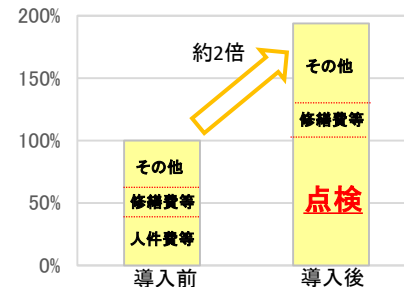 200%
150%
100%
50%
0%
約2倍
その他
修繕費等
人件費等
その他
修繕費等
点検
導入前
導入後